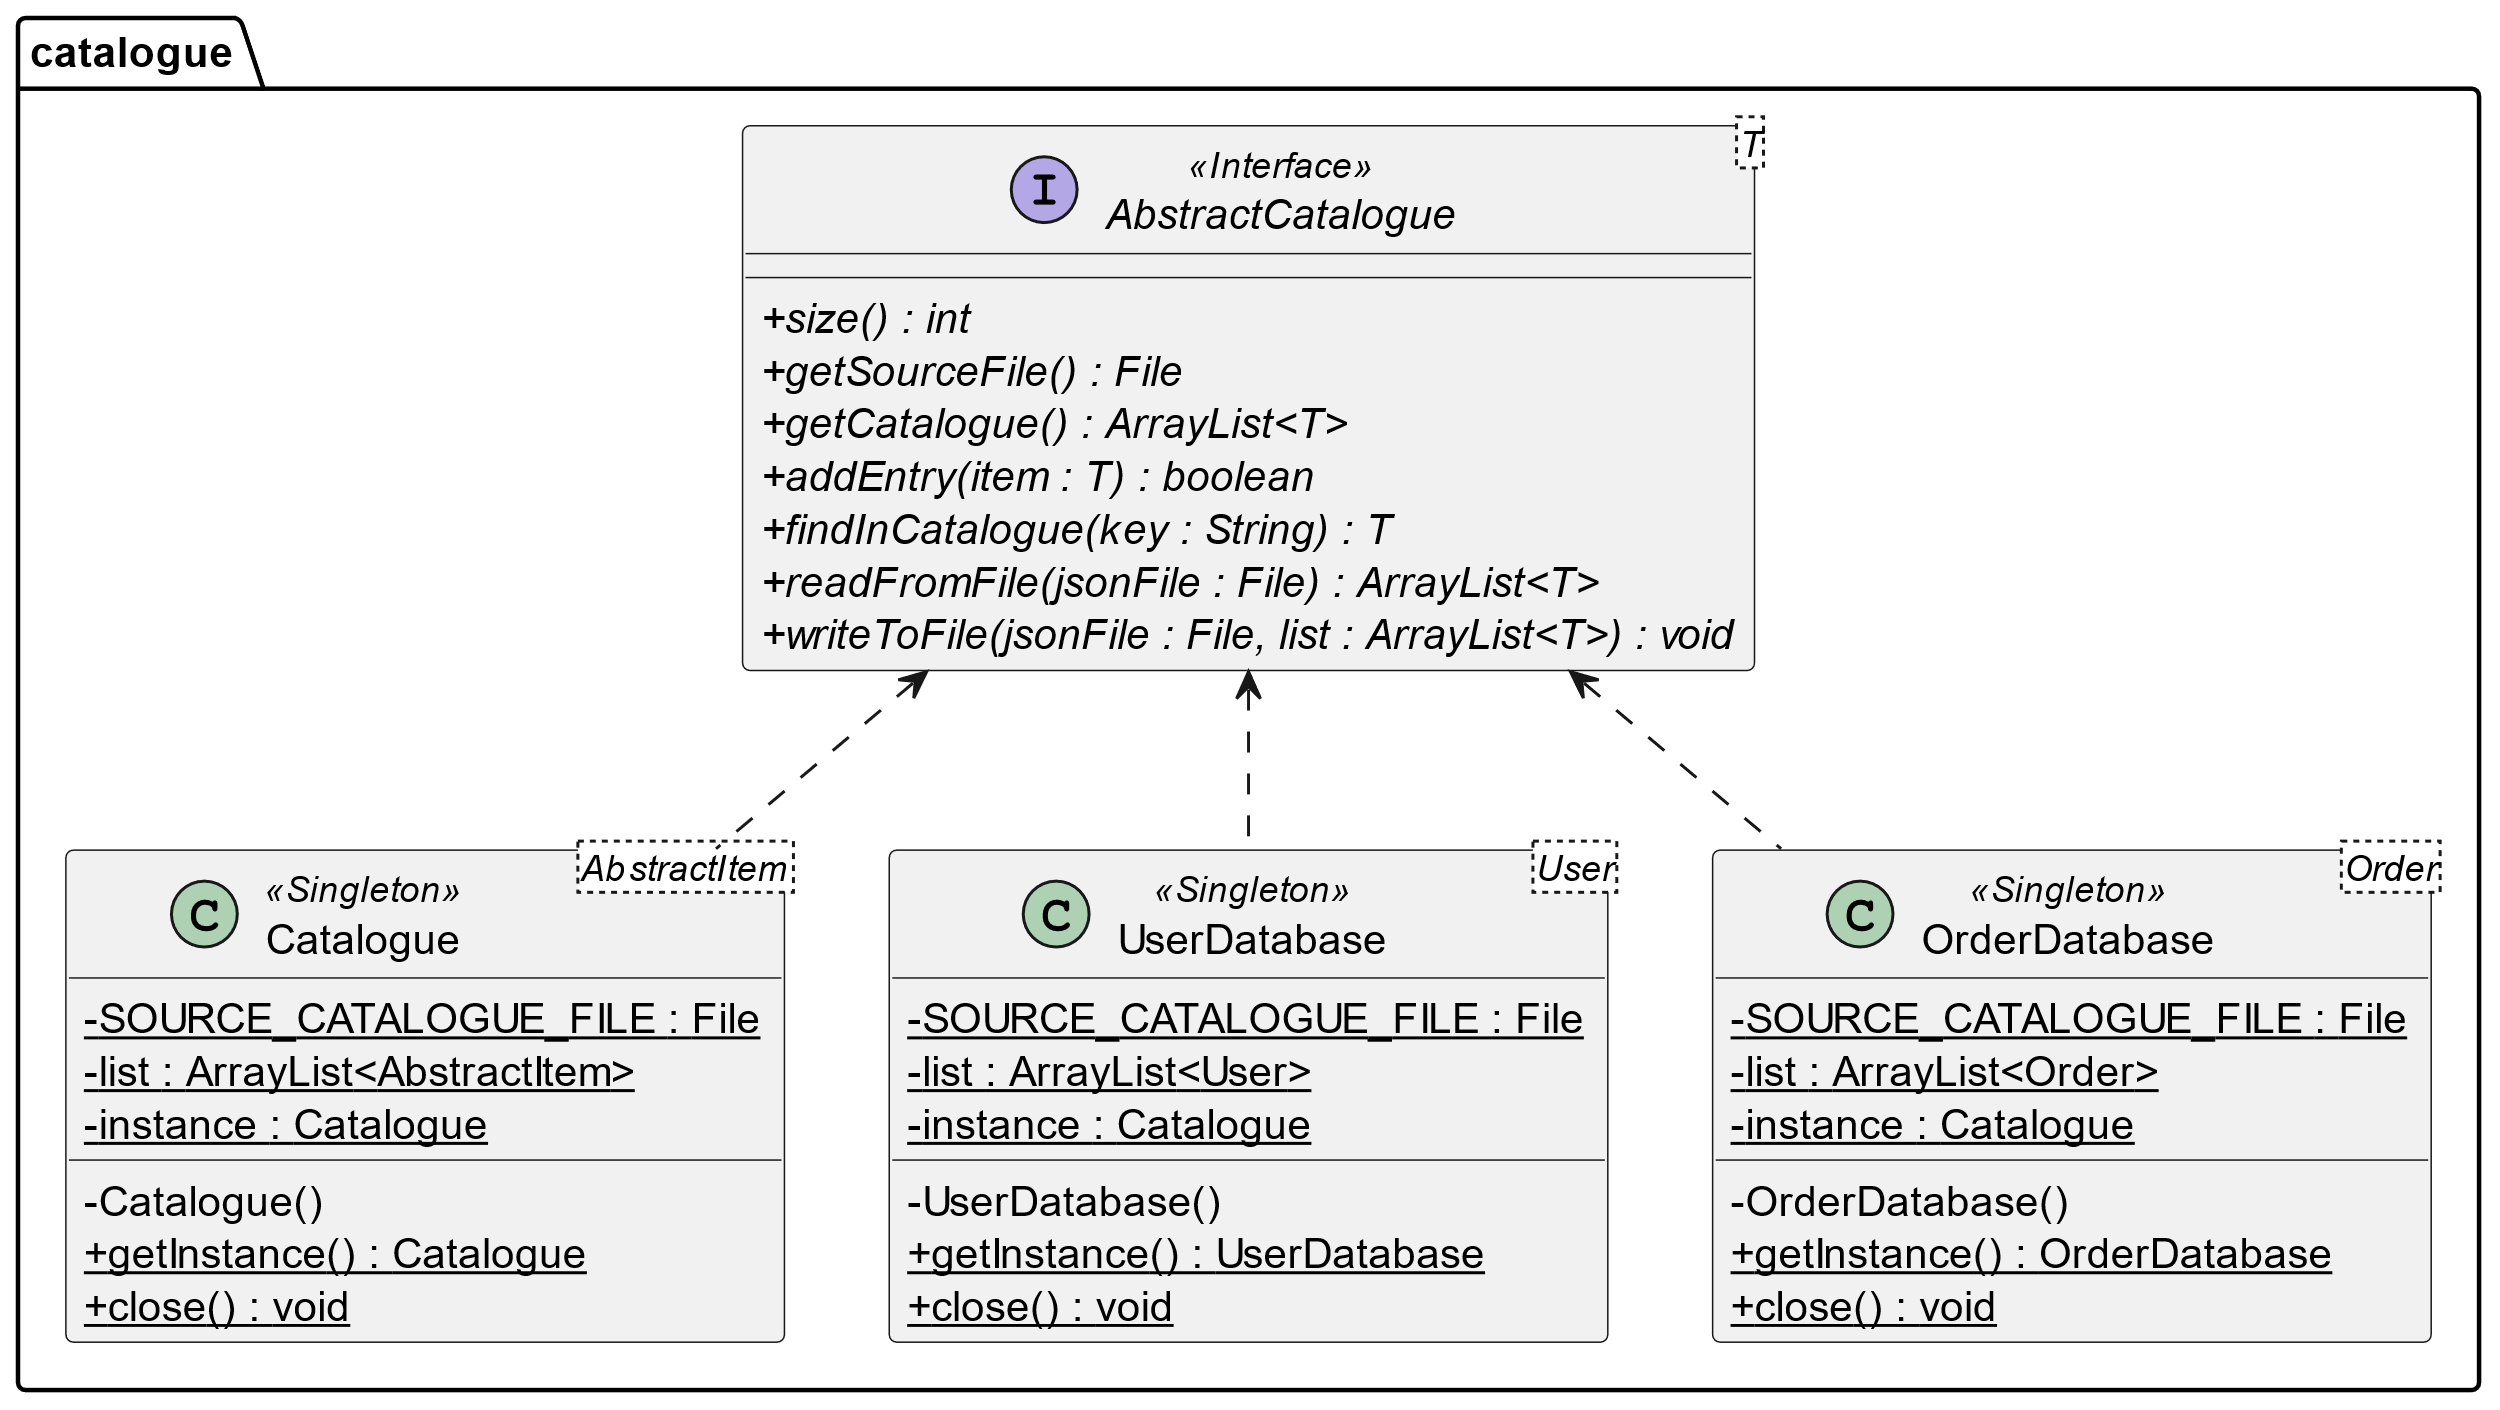 catalogue
T
«Interface»
I
AbstractCatalogue
+size() : int
+getSourceFile() : File
+getCatalogue() : ArrayList<T>
+addEntry(item : T) : boolean
+findInCatalogue(key : String) : T
+readFromFile(jsonFile : File) : ArrayList<T>
+writeToFile(jsonFile : File, list : ArrayList<T>) : void
AbstractItem
«Singleton»
C
Catalogue
-SOURCE_CATALOGUE_FILE : File
-list : ArrayList<AbstractItem>
-instance : Catalogue
-Catalogue()
+getInstance() : Catalogue
+close() : void
User
«Singleton»
C
UserDatabase
-SOURCE_CATALOGUE_FILE : File
-list : ArrayList<User>
-instance : Catalogue
-UserDatabase()
+getInstance() : UserDatabase
+close() : void
Order
«Singleton»
C
OrderDatabase
-SOURCE_CATALOGUE_FILE : File
-list : ArrayList<Order>
-instance : Catalogue
-OrderDatabase()
+getInstance() : OrderDatabase
+close() : void